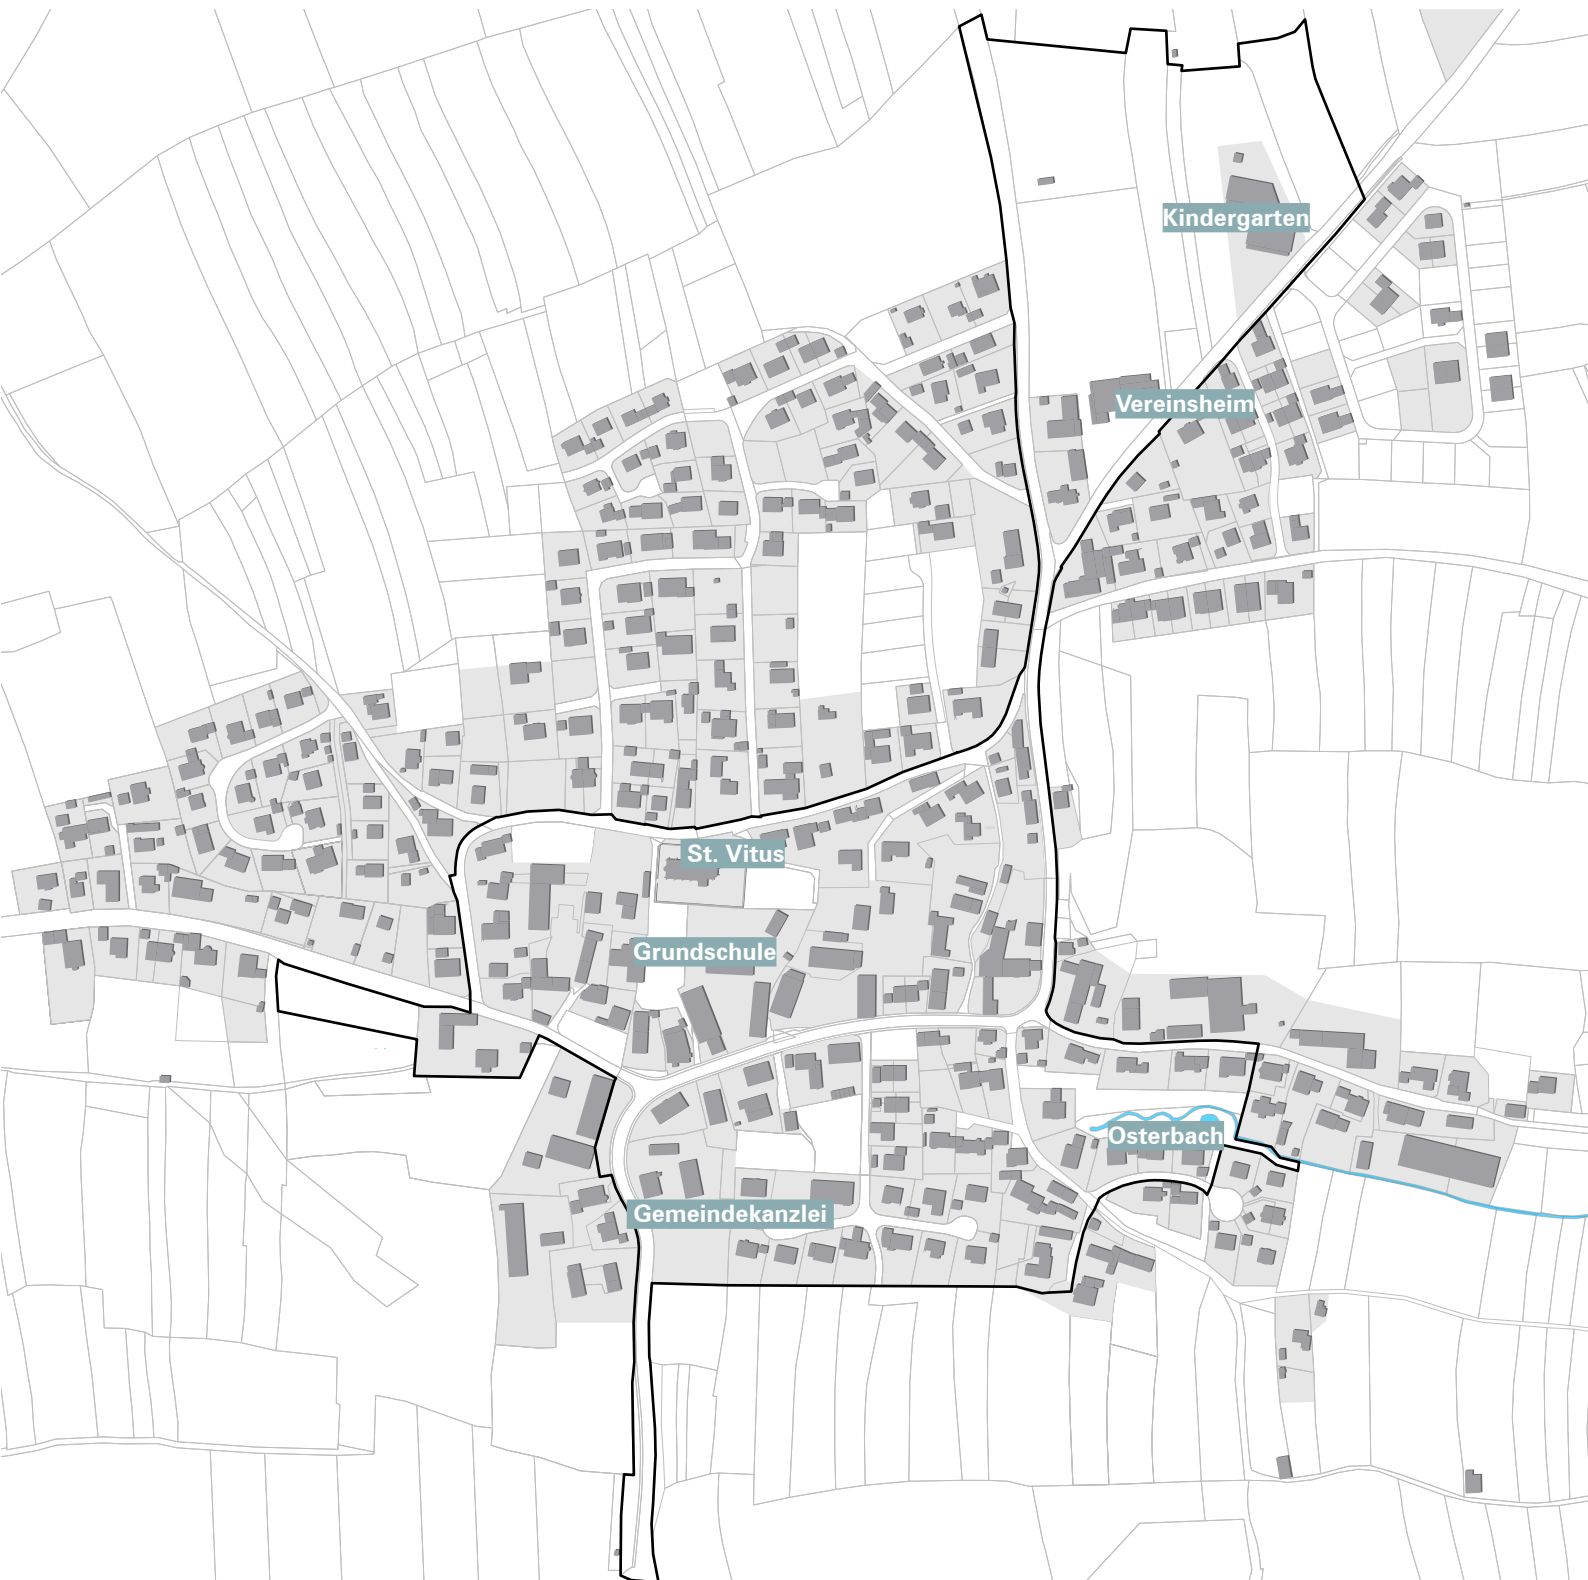 Kindergarten
Vereinsheim
St. Vitus
Grundschule
Osterbach
Gemeindekanzlei